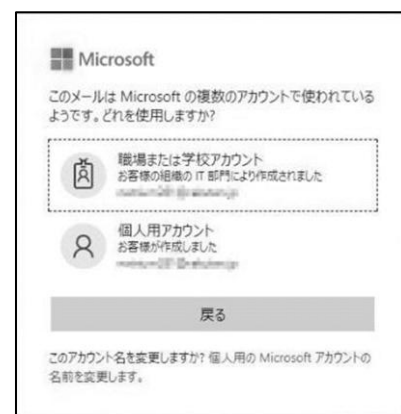 Microsoft
このメールは Microsoft の複数のアカウントで使われている
ようです。どれを使用しますか?
職場または学校アカウント
お客様の組織の IT 部門により作成されました
個人用アカウント
お客様が作成しました
戻る
このアカウント名を変更しますか? 個人用の Microsoft アカウントの
名前を変更します。